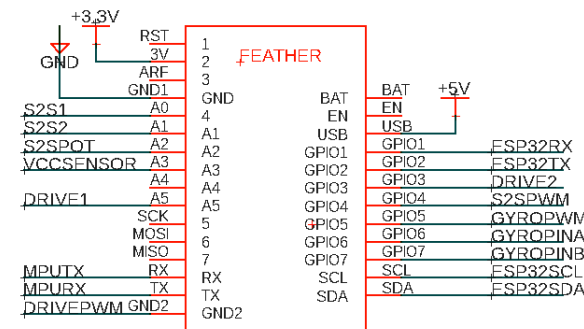 +3.3V
RST 1
3V 2 FEATHER
GND ARF 3
GND1 GND BAT BAT +5V
S2S1 A0 4 EN EN
S2S2 A1 A1 USB USB
S2SPOT A2 A2 GPIO1 GPIO1 ESP32RX
VCCSENSOR A3 A3 GPIO2 GPIO2 ESP32TX
A4 A4 GPIO3 GPIO3 DRIVE2
DRIVE1 A5 A5 GPIO4 GPIO4 S2SPWM
SCK 5 GPIO5 GPIO5 GYROPWM
MOSI 6 GPIO6 GPIO6 GYROPINA
MISO 7 GPIO7 GPIO7 GYROPINB
MPUTX RX RX SCL SCL ESP32SCL
MPURX TX TX SDA SDA ESP32SDA
DRIVEPWM GND2 GND2